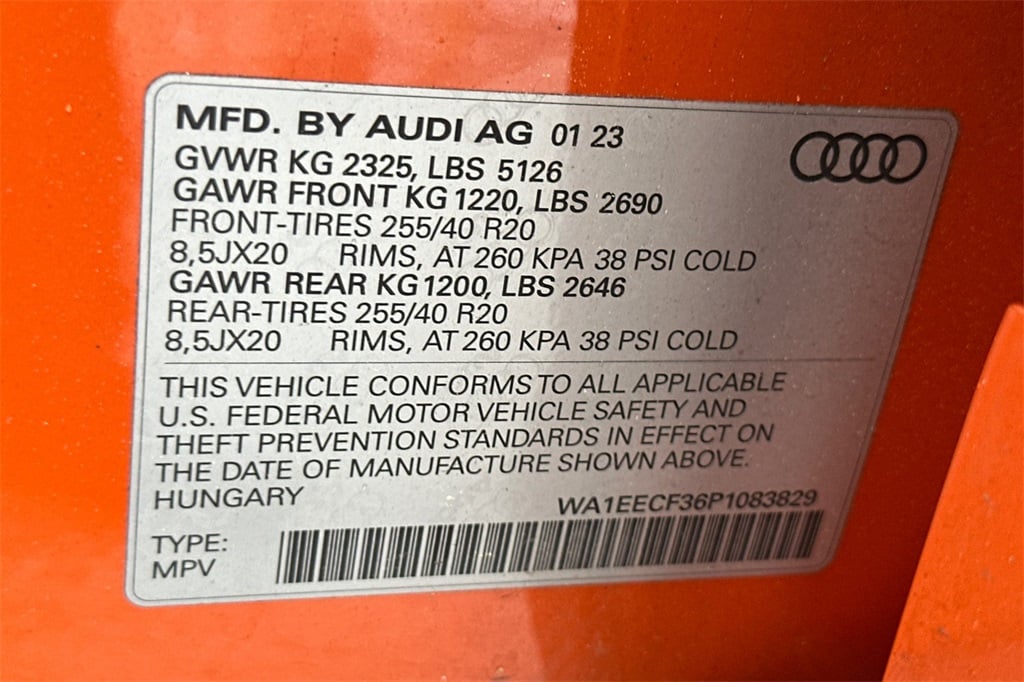 MFD. BY AUDI AG 01 23
GVWR KG 2325, LBS 5126
GAWR FRONT KG 1220, LBS 2690
FRONT-TIRES 255/40 R20
8,5JX20 RIMS, AT 260 KPA 38 PSI COLD
GAWR REAR KG 1200, LBS 2646
REAR-TIRES 255/40 R20
8,5JX20 RIMS, AT 260 KPA 38 PSI COLD
THIS VEHICLE CONFORMS TO ALL APPLICABLE
U.S. FEDERAL MOTOR VEHICLE SAFETY AND
THEFT PREVENTION STANDARDS IN EFFECT ON
THE DATE OF MANUFACTURE SHOWN ABOVE.
HUNGARY WA1EECF36P1083829
TYPE:
MPV